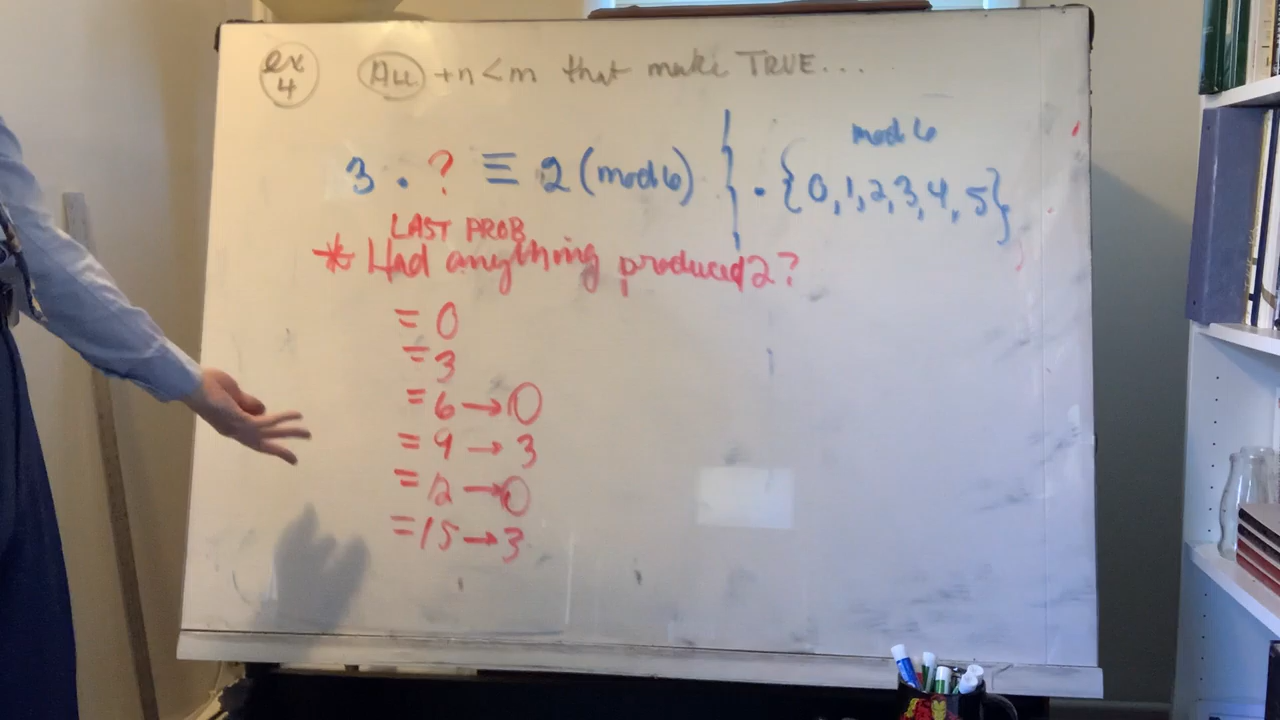 ex 4 All +n<m that make TRUE...
mod 6
3 . ? ≡ 2 (mod 6) } . {0, 1, 2, 3, 4, 5}
LAST PROB
* Had anything produced 2?
= 0
= 3
= 6 → 0
= 9 → 3
= 12 → 0
= 15 → 3